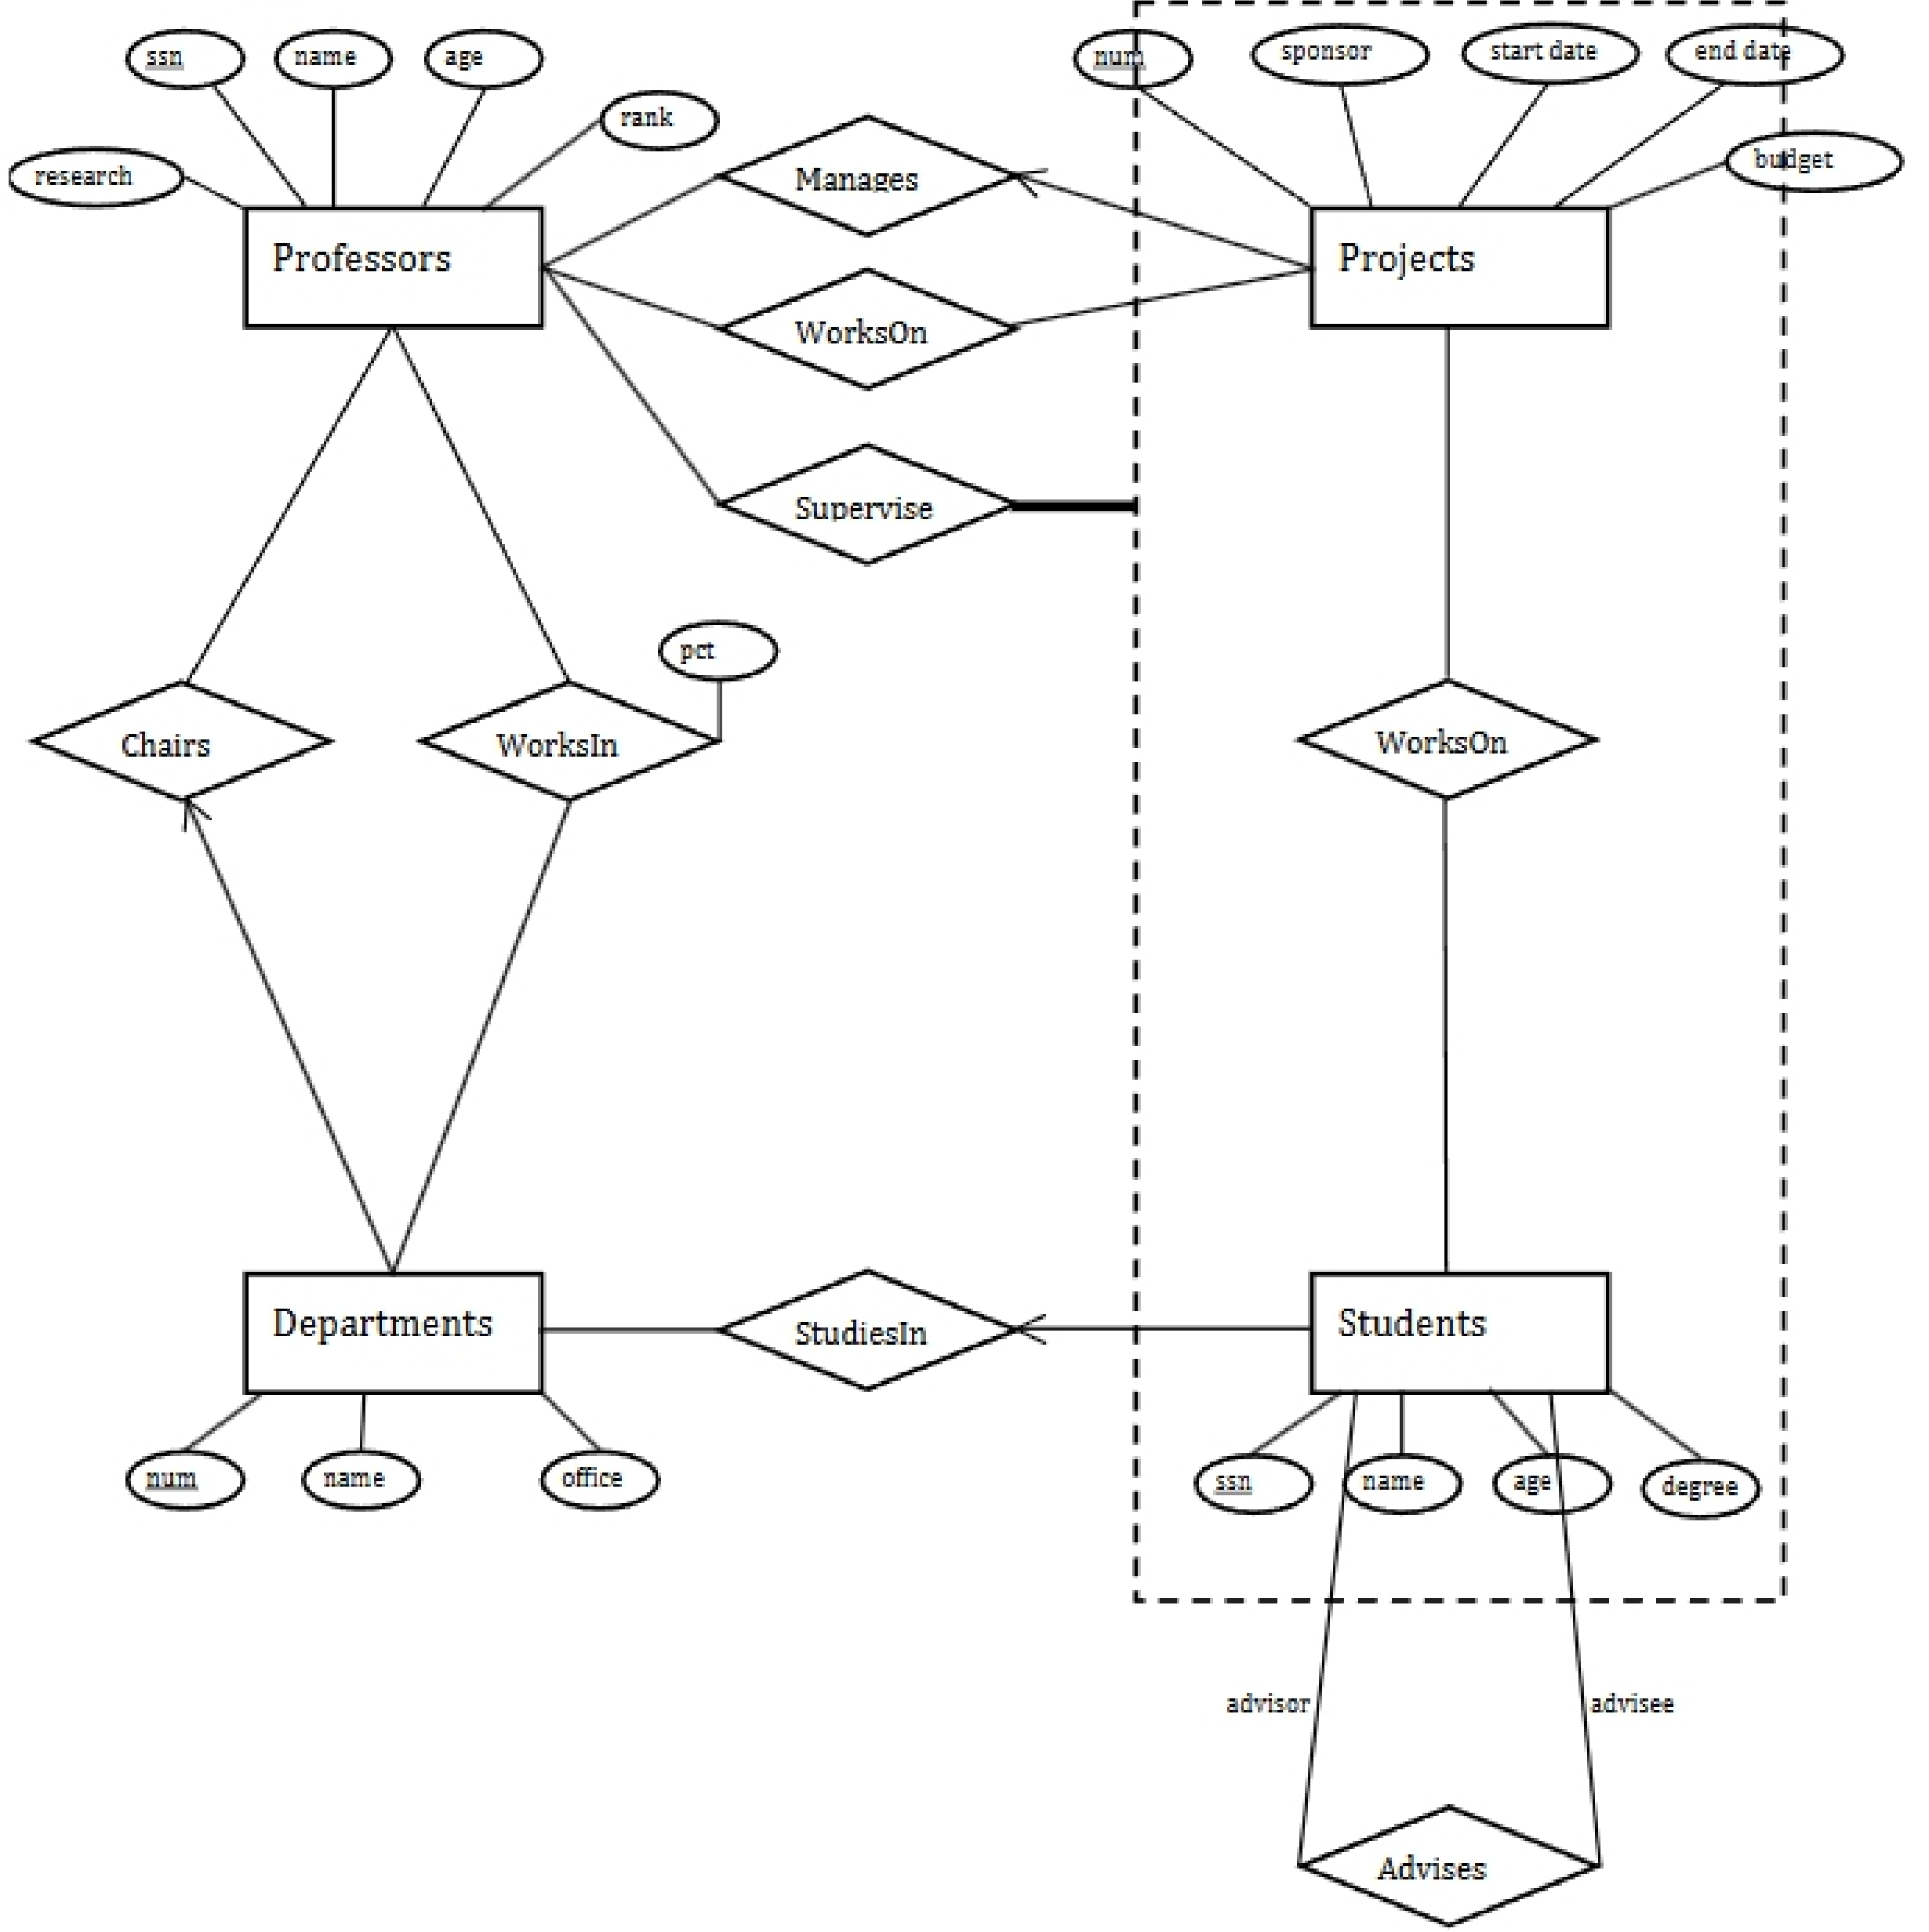 ssn
name
age
rank
research
Professors
Manages
num
sponsor
start date
end date
budget
Projects
WorksOn
Supervise
pct
Chairs
WorksIn
WorksOn
Departments
StudiesIn
Students
num
name
office
ssn
name
age
degree
advisor
advisee
Advises